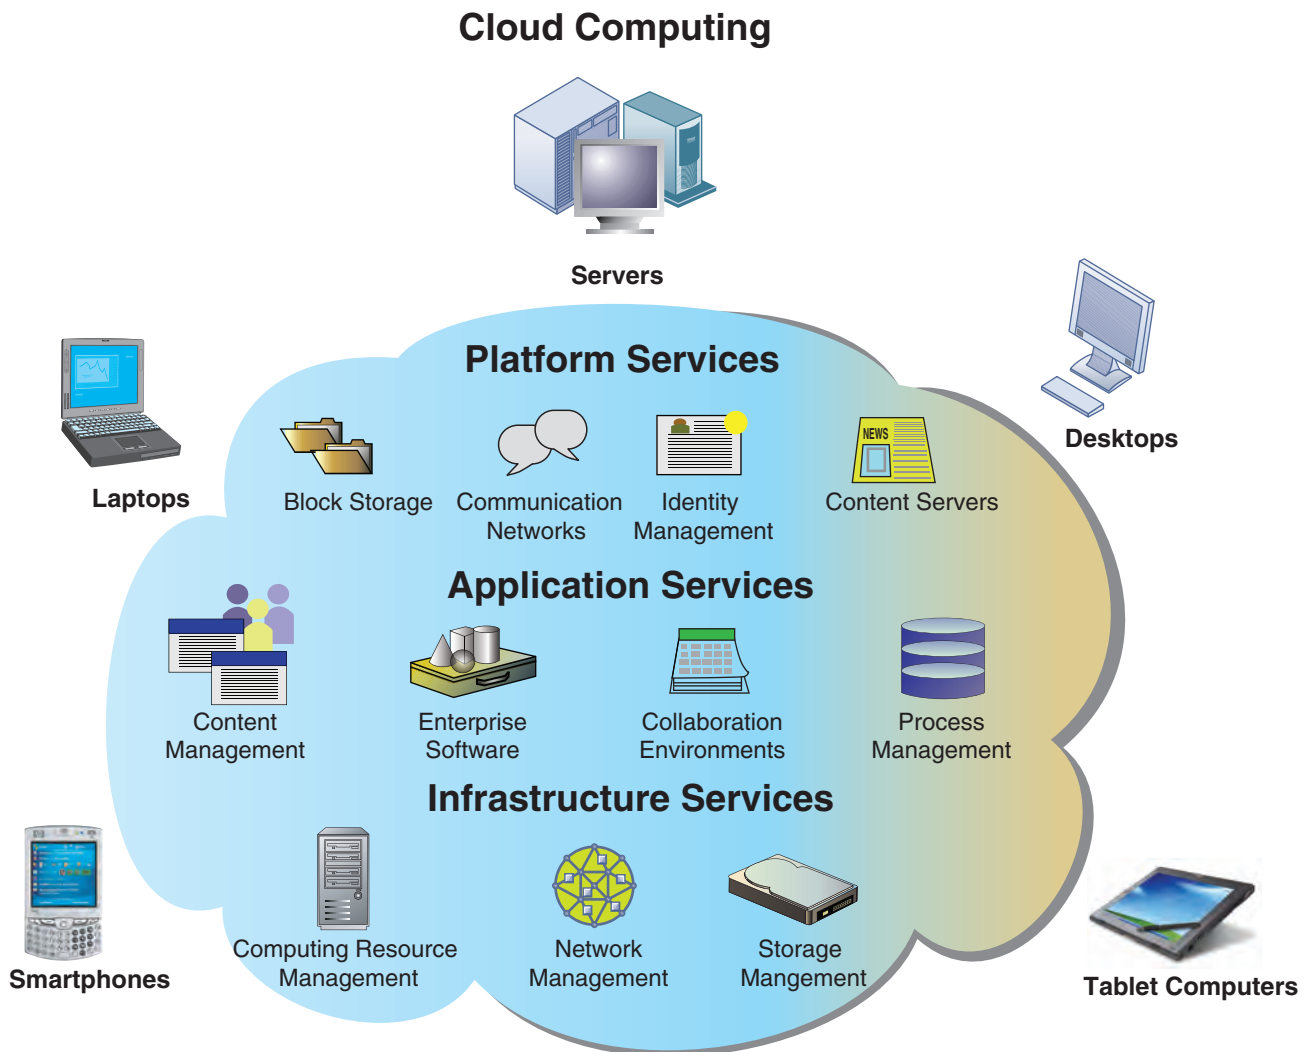 Cloud Computing
Servers
Desktops
Laptops
Platform Services
NEWS
Block Storage
Communication
Networks
Identity
Management
Content Servers
Application Services
Content
Management
Enterprise
Software
Collaboration
Environments
Process
Management
Infrastructure Services
Computing Resource
Management
Network
Management
Storage
Mangement
Smartphones
Tablet Computers